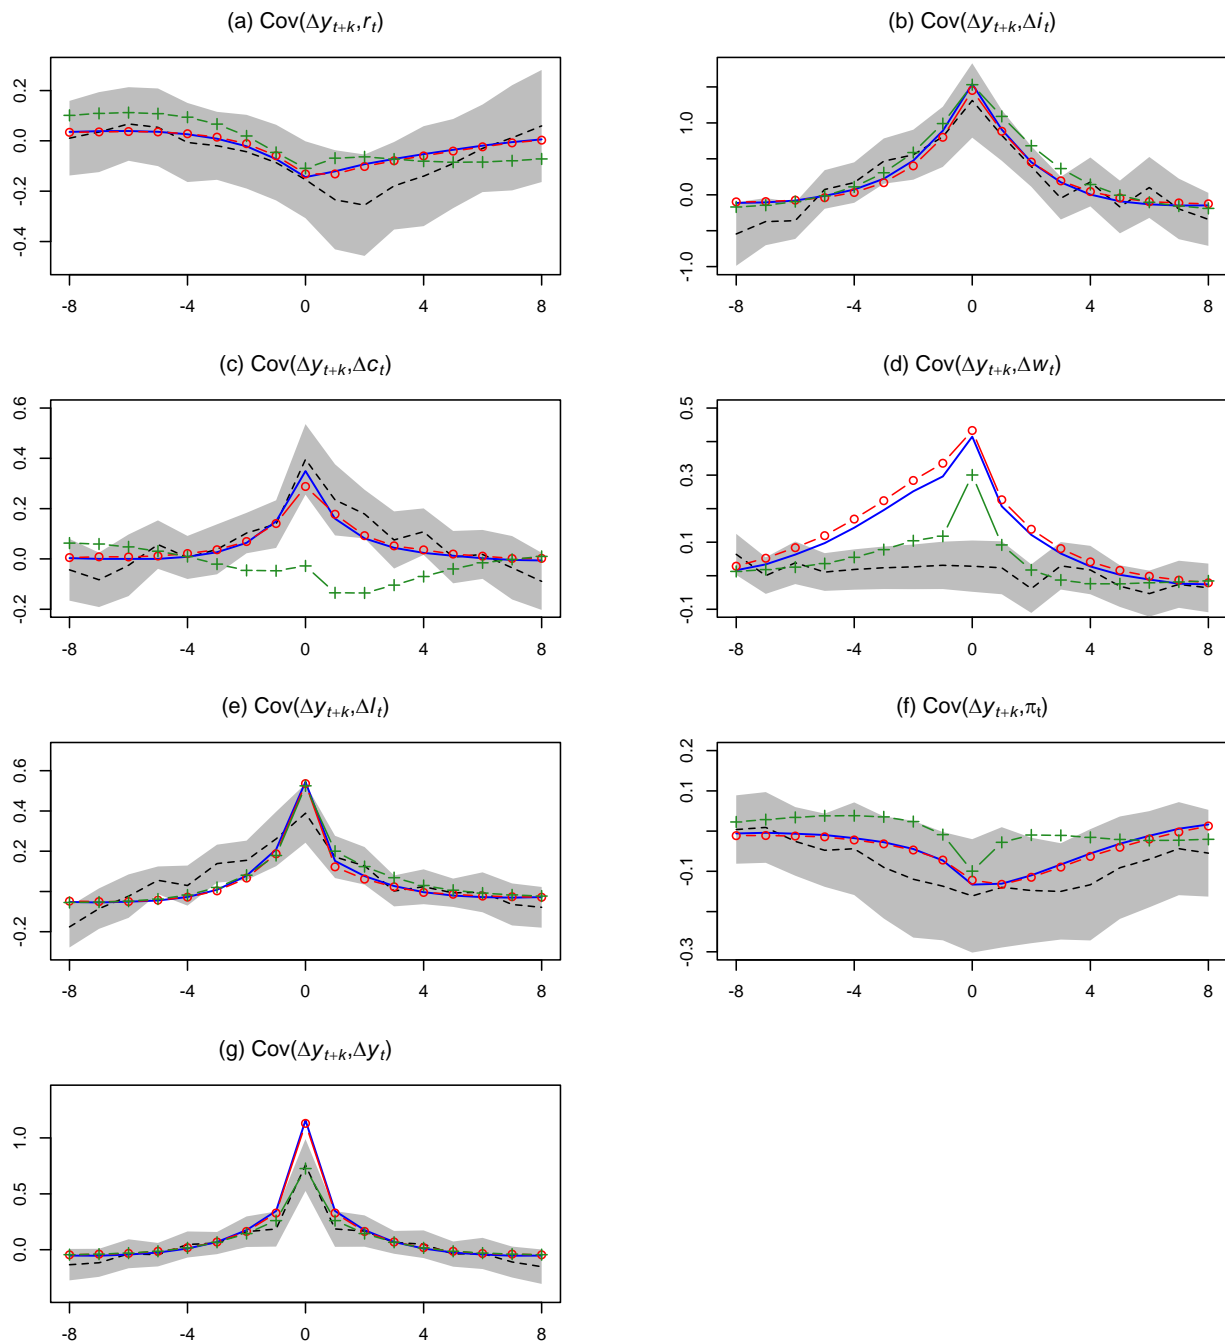 (a) Cov(Δy_{t+k},r_t)
0.2
0.0
-0.2
-0.4
-8 -4 0 4 8
(b) Cov(Δy_{t+k},Δi_t)
1.0
0.0
-1.0
-8 -4 0 4 8
(c) Cov(Δy_{t+k},Δc_t)
0.6
0.4
0.2
0.0
-0.2
-8 -4 0 4 8
(d) Cov(Δy_{t+k},Δw_t)
0.5
0.3
0.1
-0.1
-8 -4 0 4 8
(e) Cov(Δy_{t+k},Δl_t)
0.6
0.4
0.2
-0.2
-8 -4 0 4 8
(f) Cov(Δy_{t+k},π_t)
0.2
0.1
-0.1
-0.3
-8 -4 0 4 8
(g) Cov(Δy_{t+k},Δy_t)
1.0
0.5
0.0
-8 -4 0 4 8